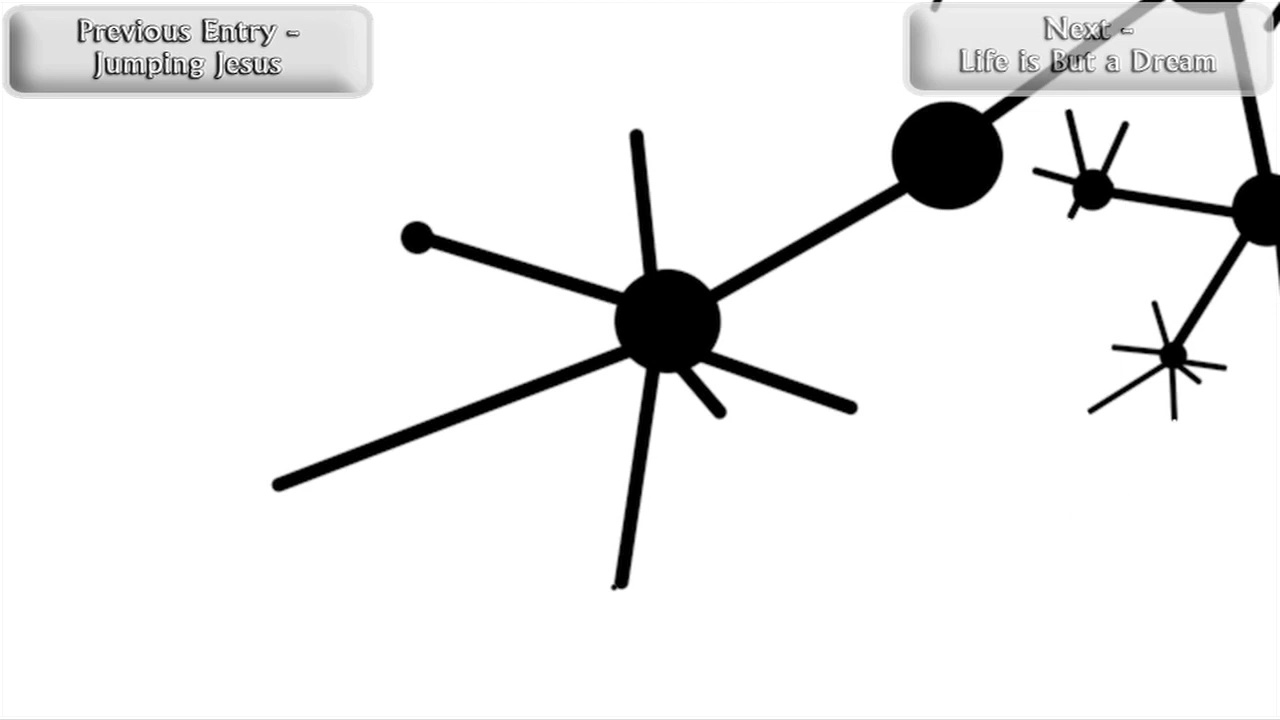 Previous Entry -
Jumping Jesus
Next -
Life is But a Dream